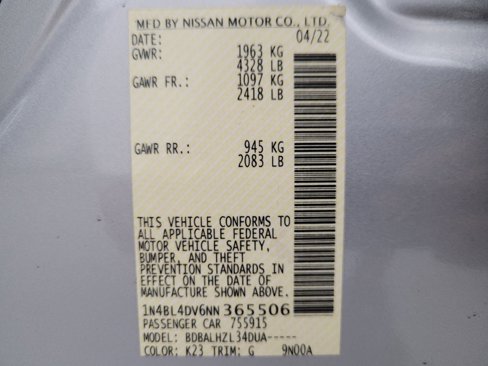 MFD BY NISSAN MOTOR CO., LTD.
DATE: 04/22
GVWR: 1963 KG
4328 LB
GAWR FR.: 1097 KG
2418 LB
GAWR RR.: 945 KG
2083 LB
THIS VEHICLE CONFORMS TO
ALL APPLICABLE FEDERAL
MOTOR VEHICLE SAFETY,
BUMPER, AND THEFT
PREVENTION STANDARDS IN
EFFECT ON THE DATE OF
MANUFACTURE SHOWN ABOVE.
1N4BL4DV6NN365506
PASSENGER CAR 755915
MODEL: BDBALHZL34DUA-----
COLOR: K23 TRIM: G 9N00A